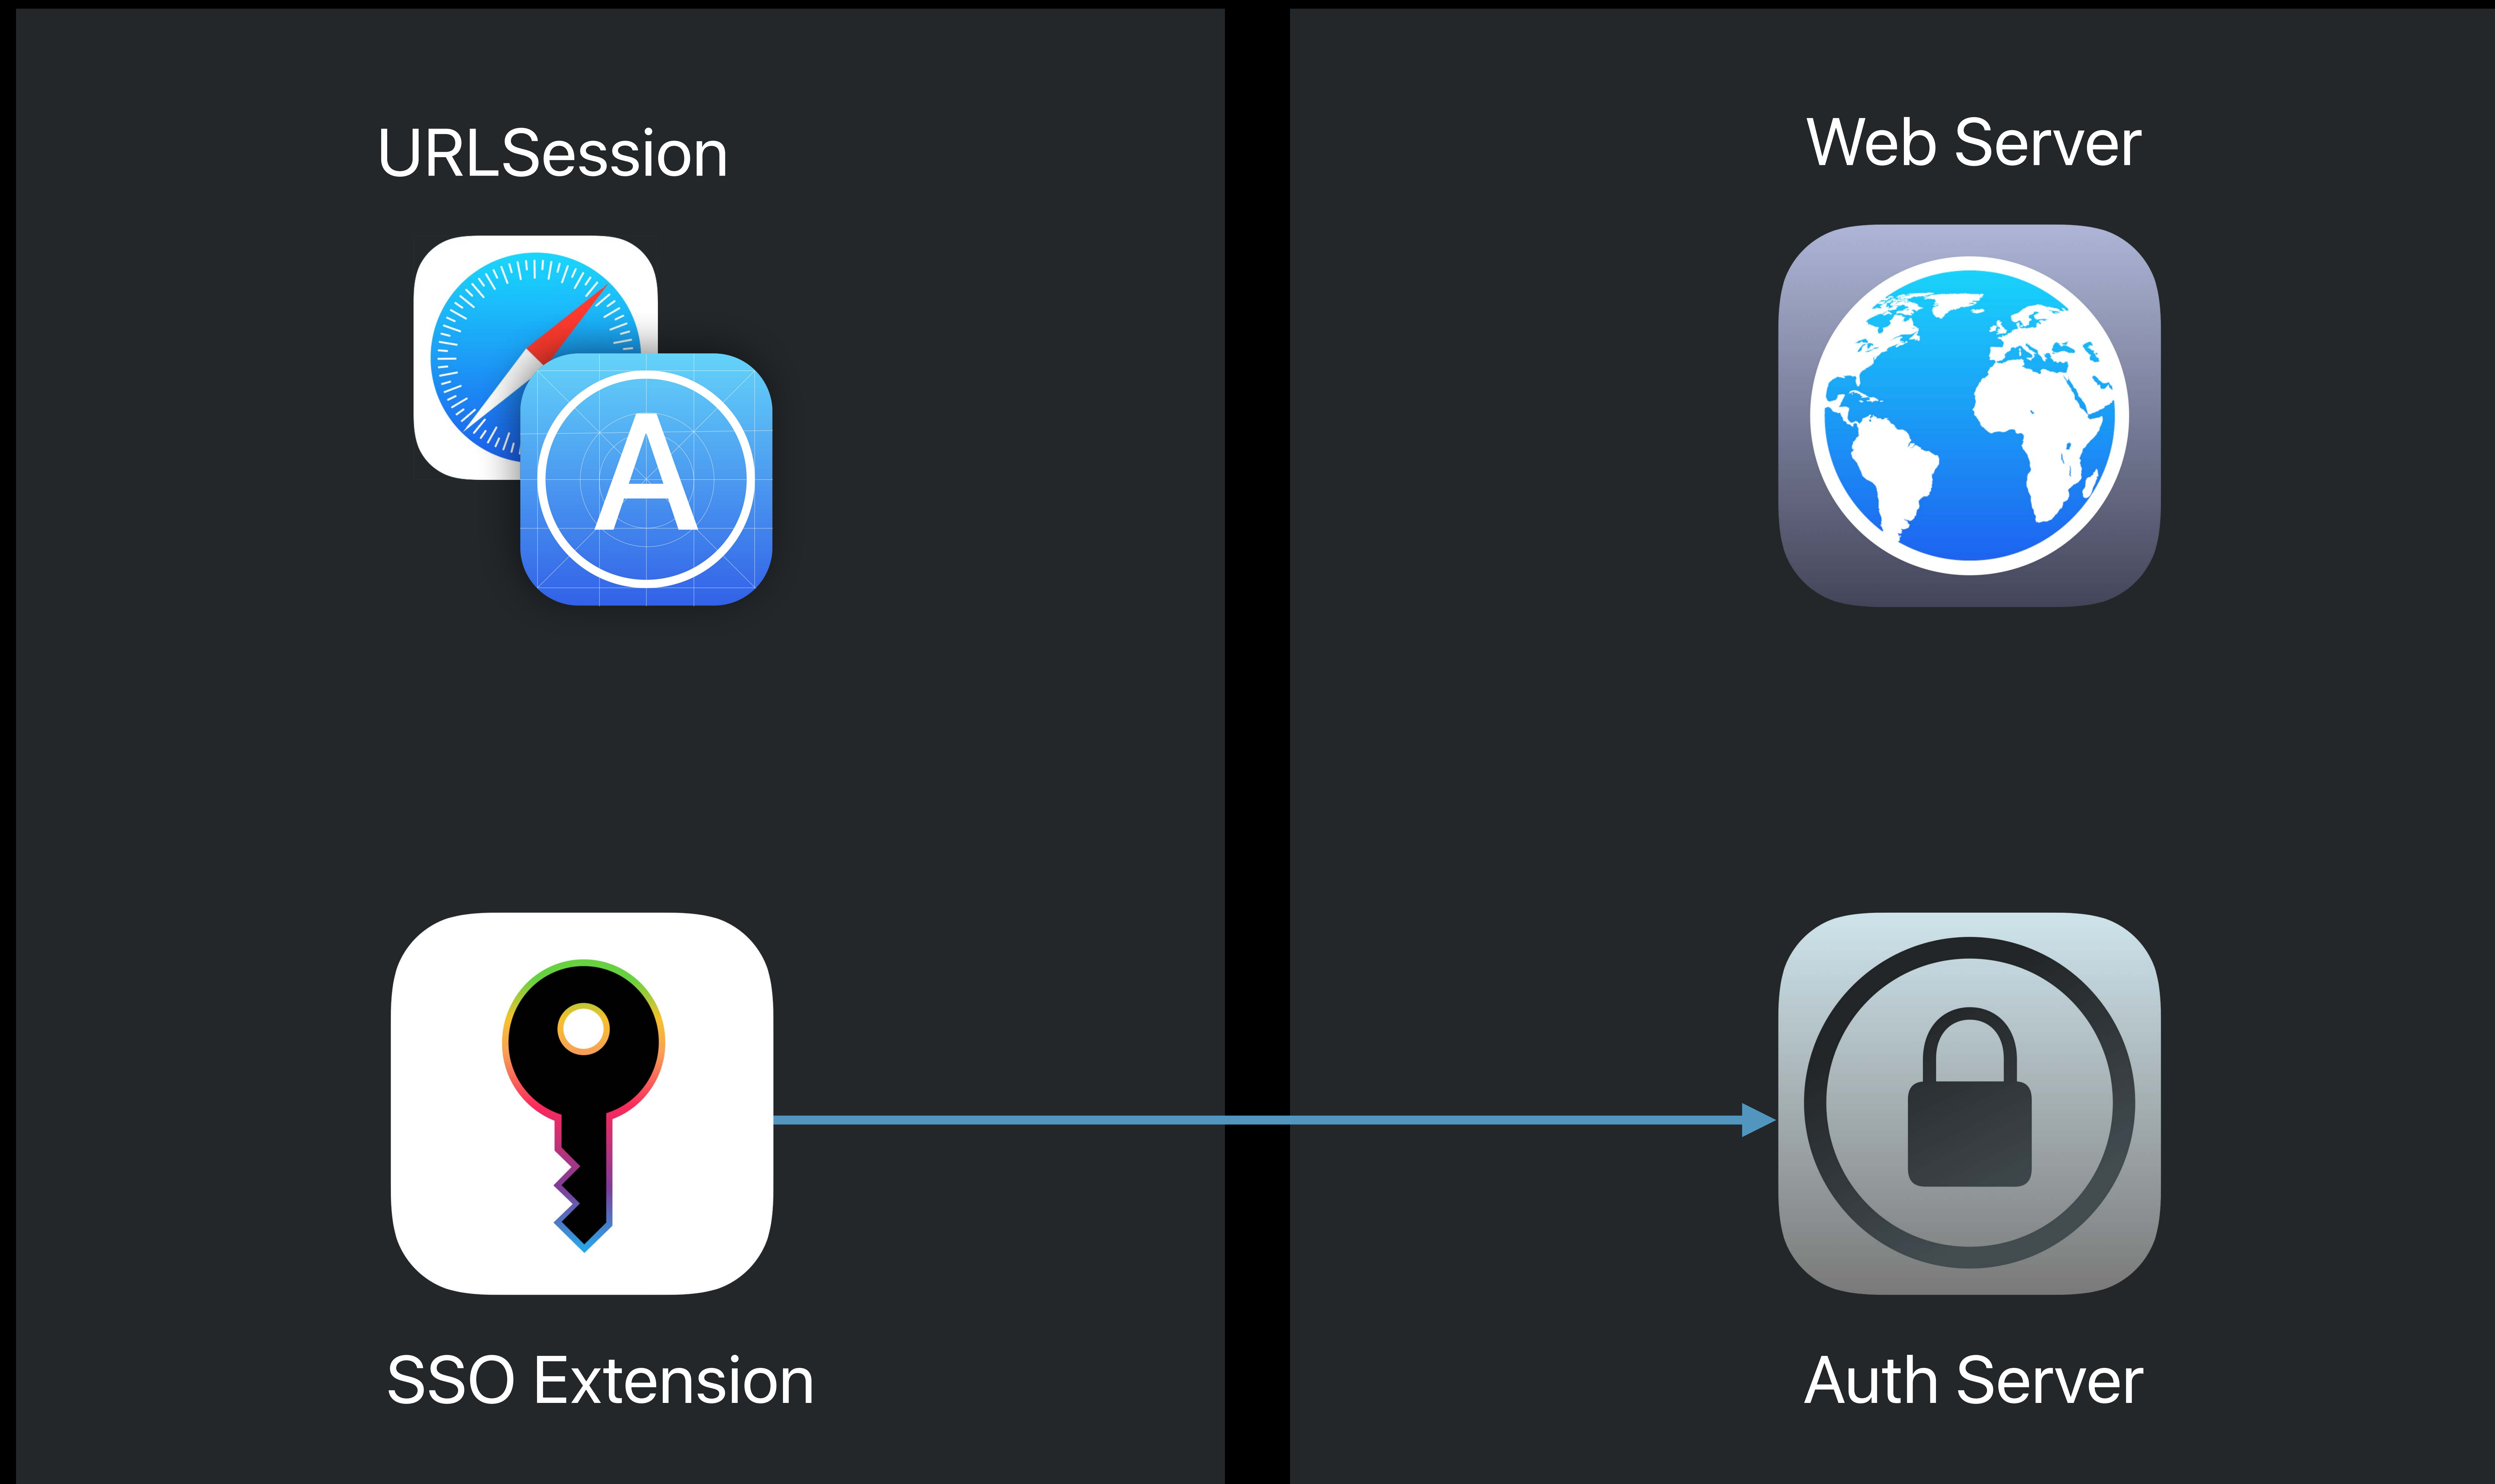 URLSession
Web Server
A
SSO Extension
Auth Server